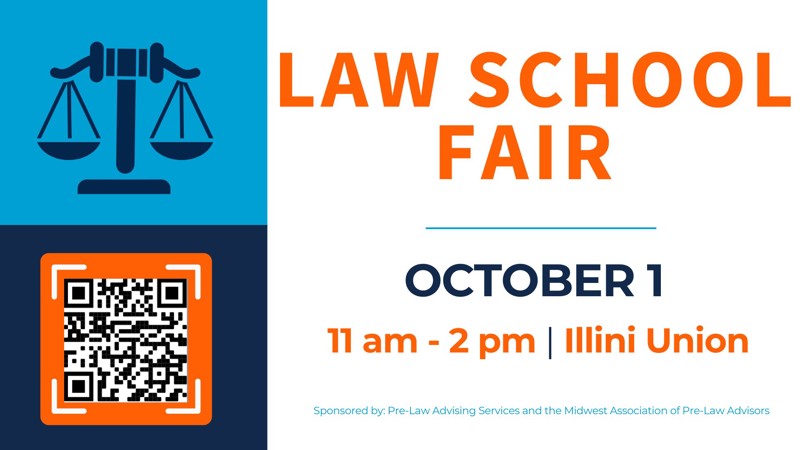 LAW SCHOOL
FAIR
OCTOBER 1
11 am - 2 pm | Illini Union
Sponsored by: Pre-Law Advising Services and the Midwest Association of Pre-Law Advisors